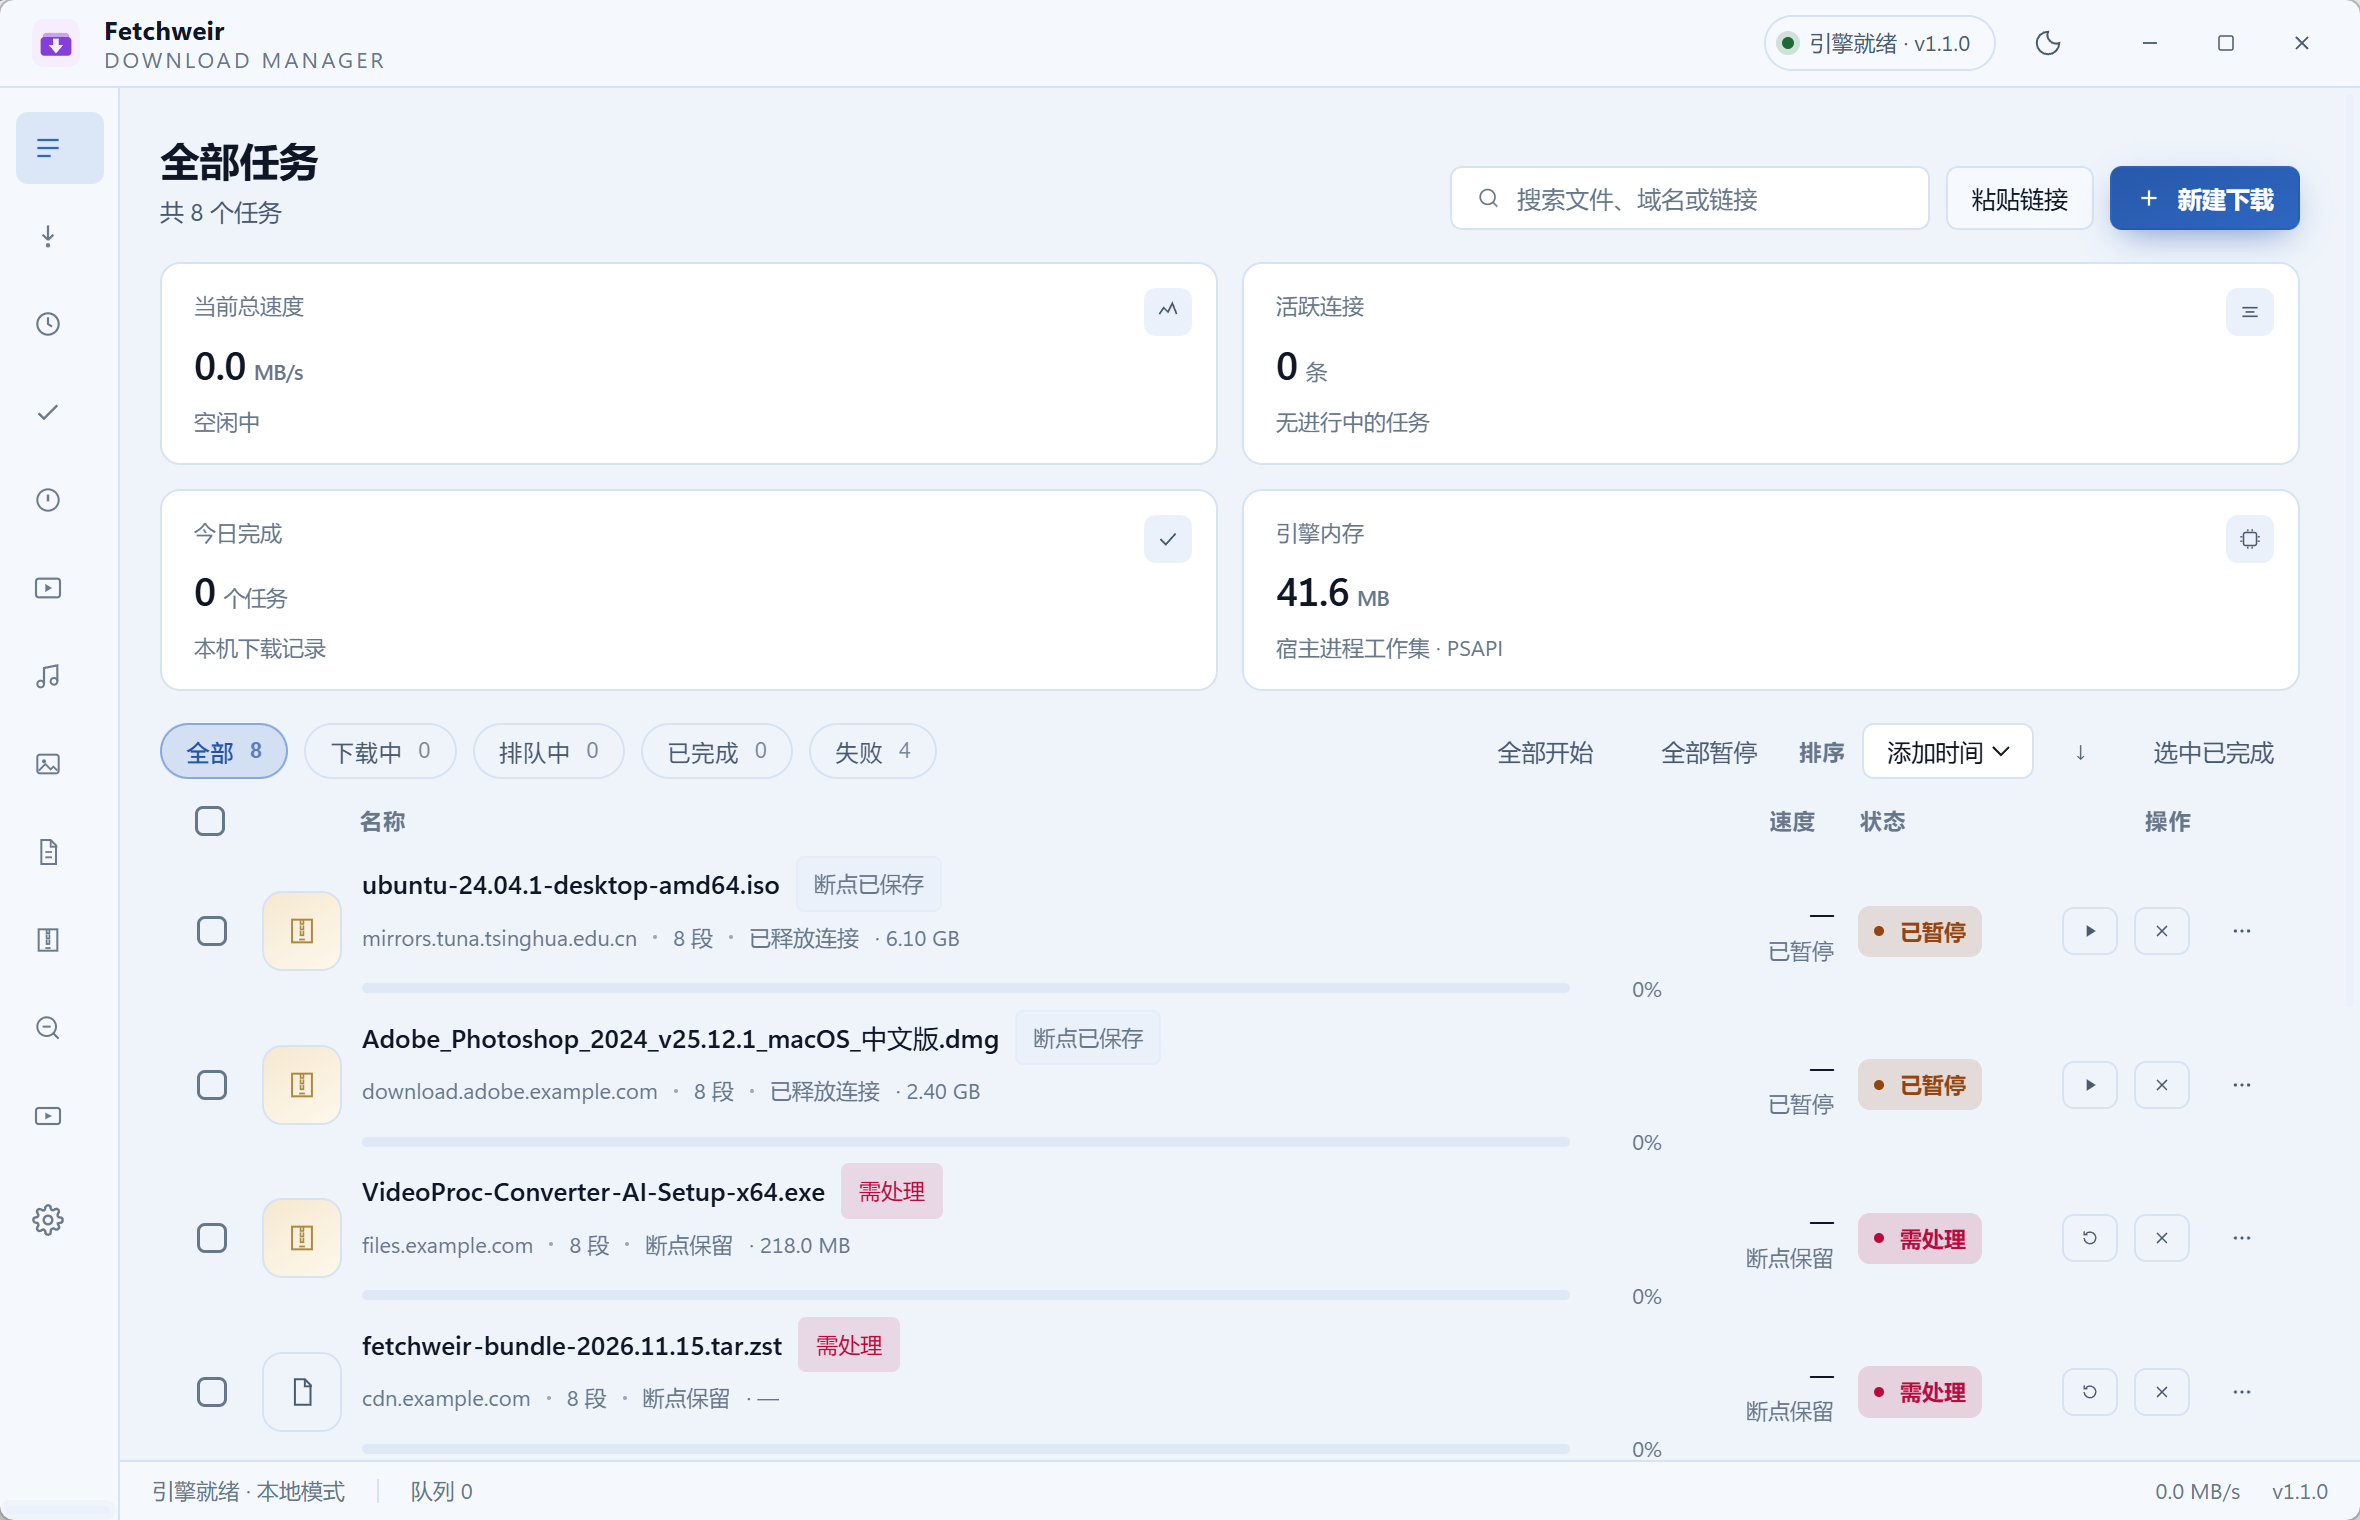 Fetchweir
DOWNLOAD MANAGER
引擎就绪 · v1.1.0
全部任务
共 8 个任务
搜索文件、域名或链接
粘贴链接
+ 新建下载
当前总速度
0.0 MB/s
空闲中
活跃连接
0 条
无进行中的任务
今日完成
0 个任务
本机下载记录
引擎内存
41.6 MB
宿主进程工作集 · PSAPI
全部 8
下载中 0
排队中 0
已完成 0
失败 4
全部开始
全部暂停
排序
添加时间
↓
选中已完成
名称
速度
状态
操作
ubuntu-24.04.1-desktop-amd64.iso 断点已保存
mirrors.tuna.tsinghua.edu.cn · 8 段 · 已释放连接 · 6.10 GB
0%
—
已暂停
已暂停
Adobe_Photoshop_2024_v25.12.1_macOS_中文版.dmg 断点已保存
download.adobe.example.com · 8 段 · 已释放连接 · 2.40 GB
0%
—
已暂停
已暂停
VideoProc-Converter-AI-Setup-x64.exe 需处理
files.example.com · 8 段 · 断点保留 · 218.0 MB
0%
—
断点保留
需处理
fetchweir-bundle-2026.11.15.tar.zst 需处理
cdn.example.com · 8 段 · 断点保留 · —
0%
—
断点保留
需处理
引擎就绪 · 本地模式
队列 0
0.0 MB/s
v1.1.0